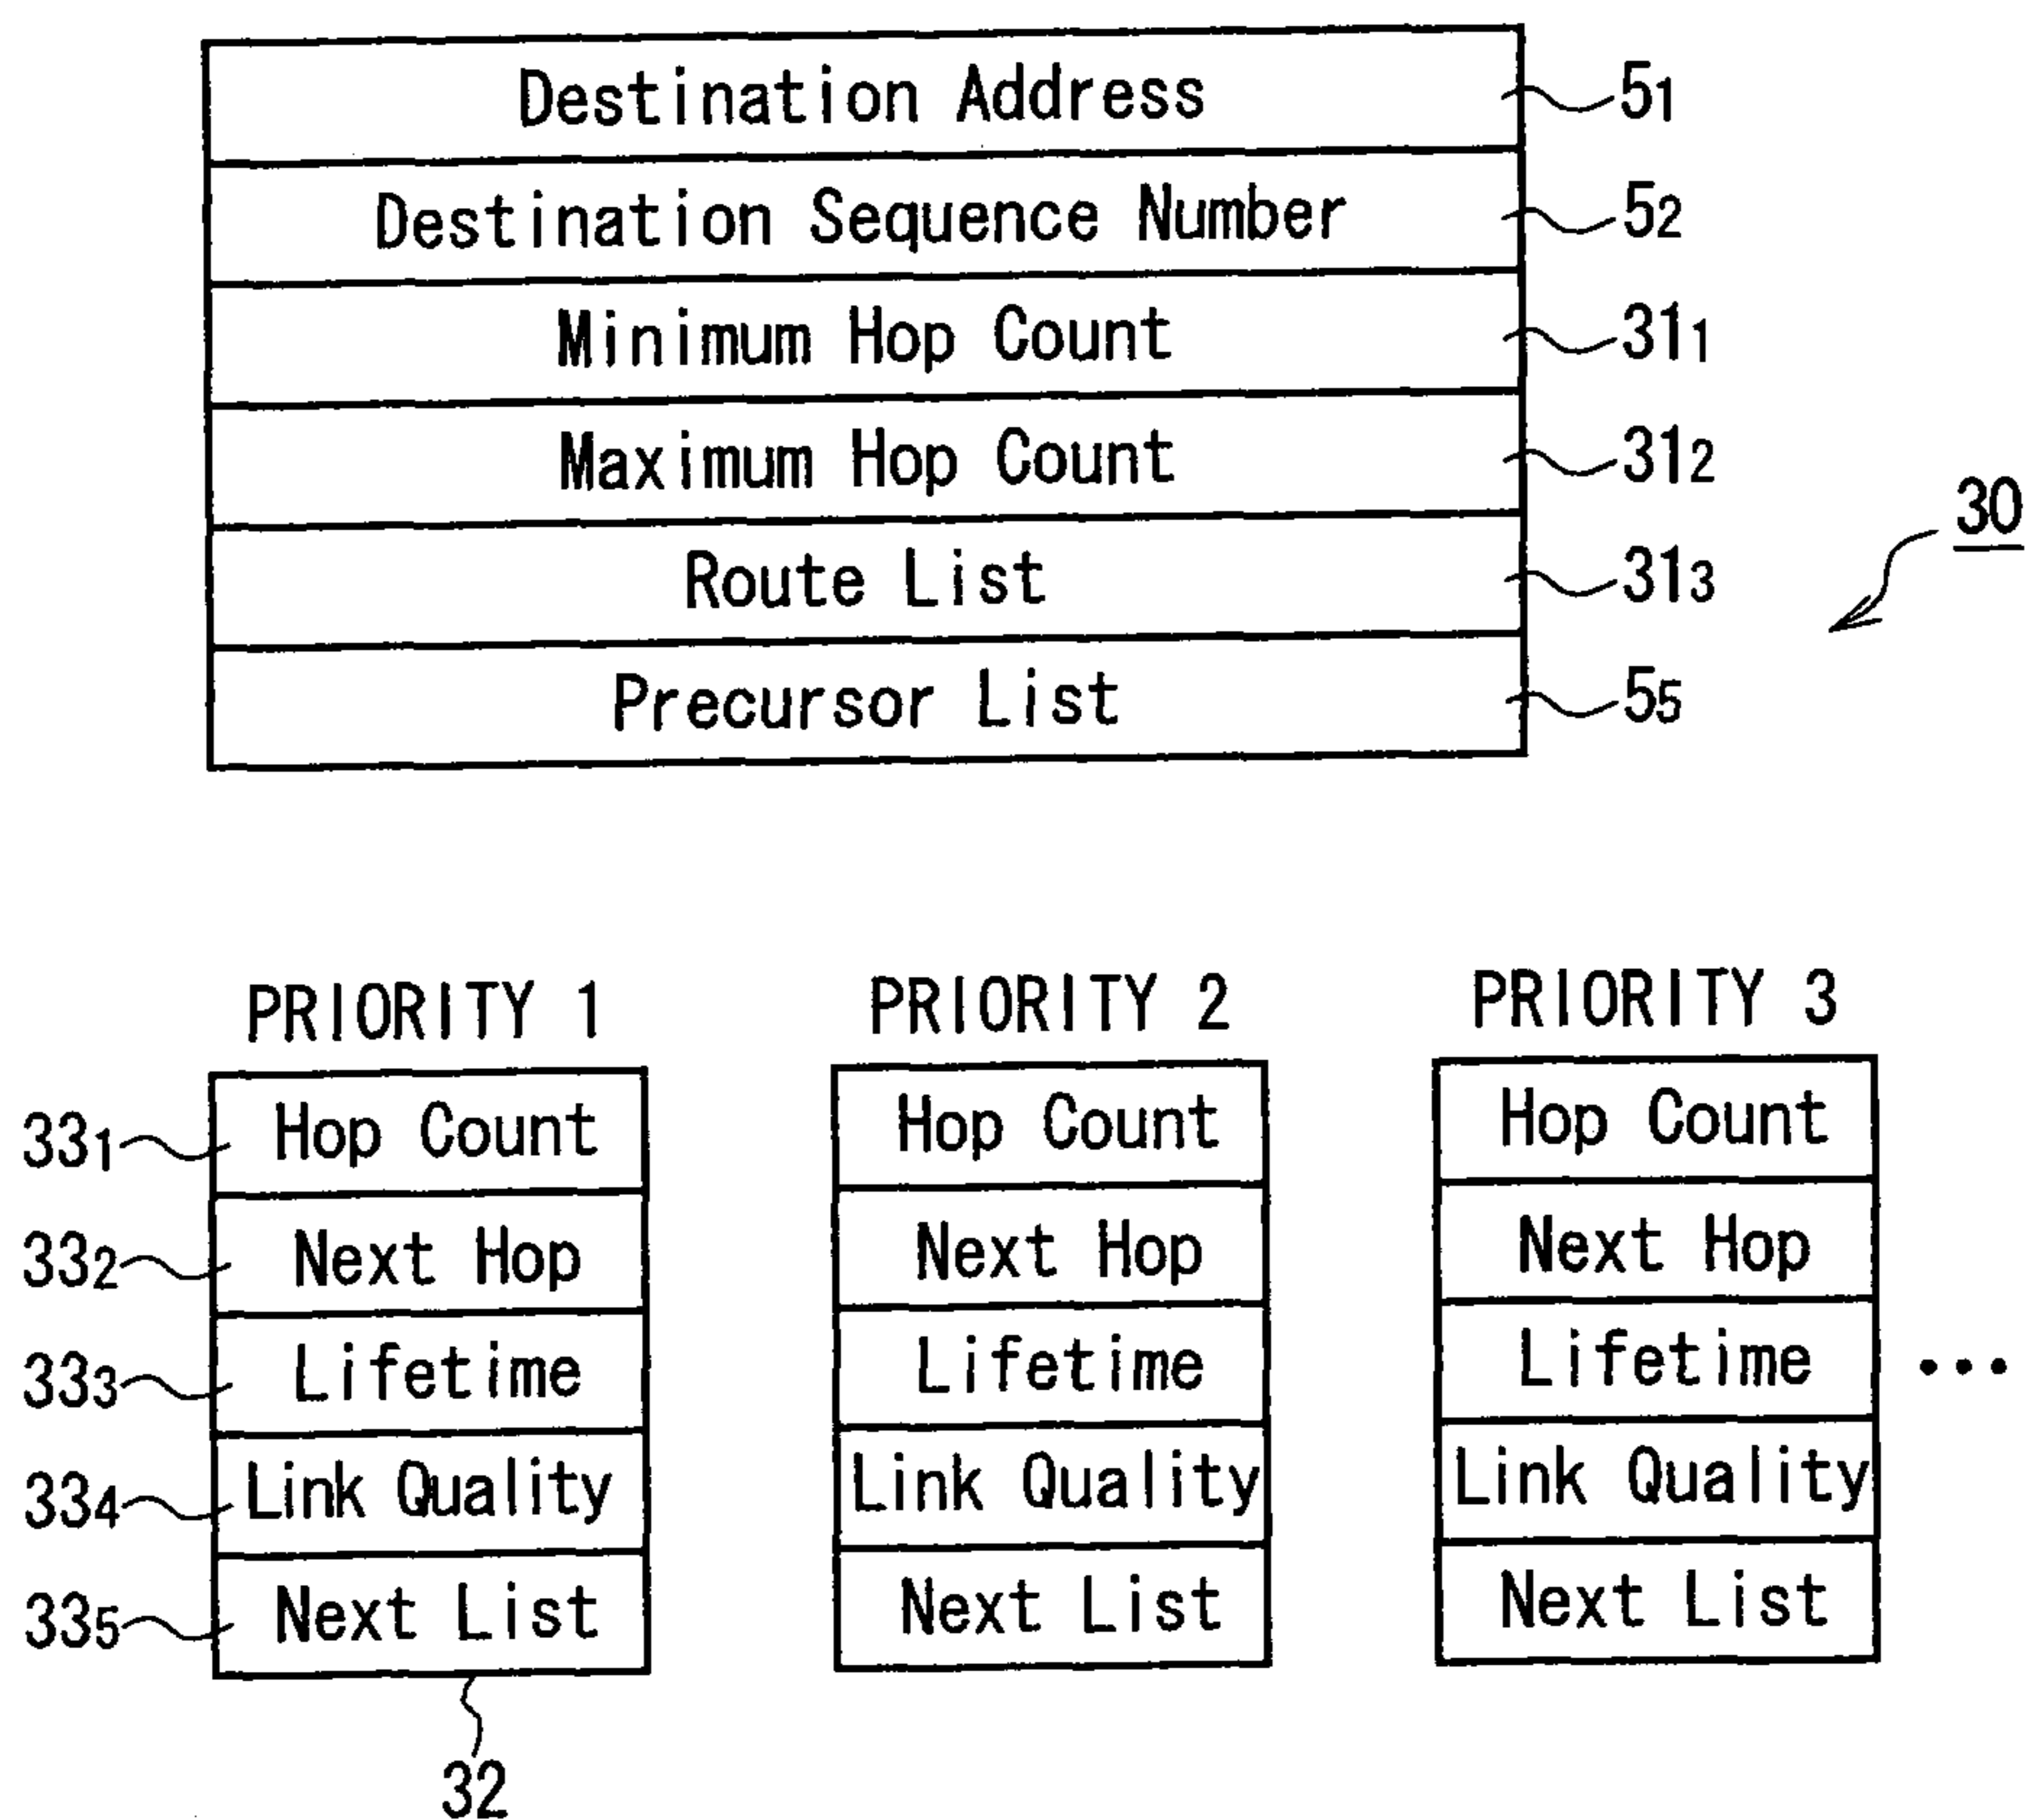 Destination Address 51
Destination Sequence Number 52
Minimum Hop Count 311
Maximum Hop Count 312
30
Route List 313
Precursor List 55
PRIORITY 1 PRIORITY 2 PRIORITY 3
331 Hop Count Hop Count Hop Count
332 Next Hop Next Hop Next Hop
333 Lifetime Lifetime Lifetime •••
334 Link Quality Link Quality Link Quality
335 Next List Next List Next List
32